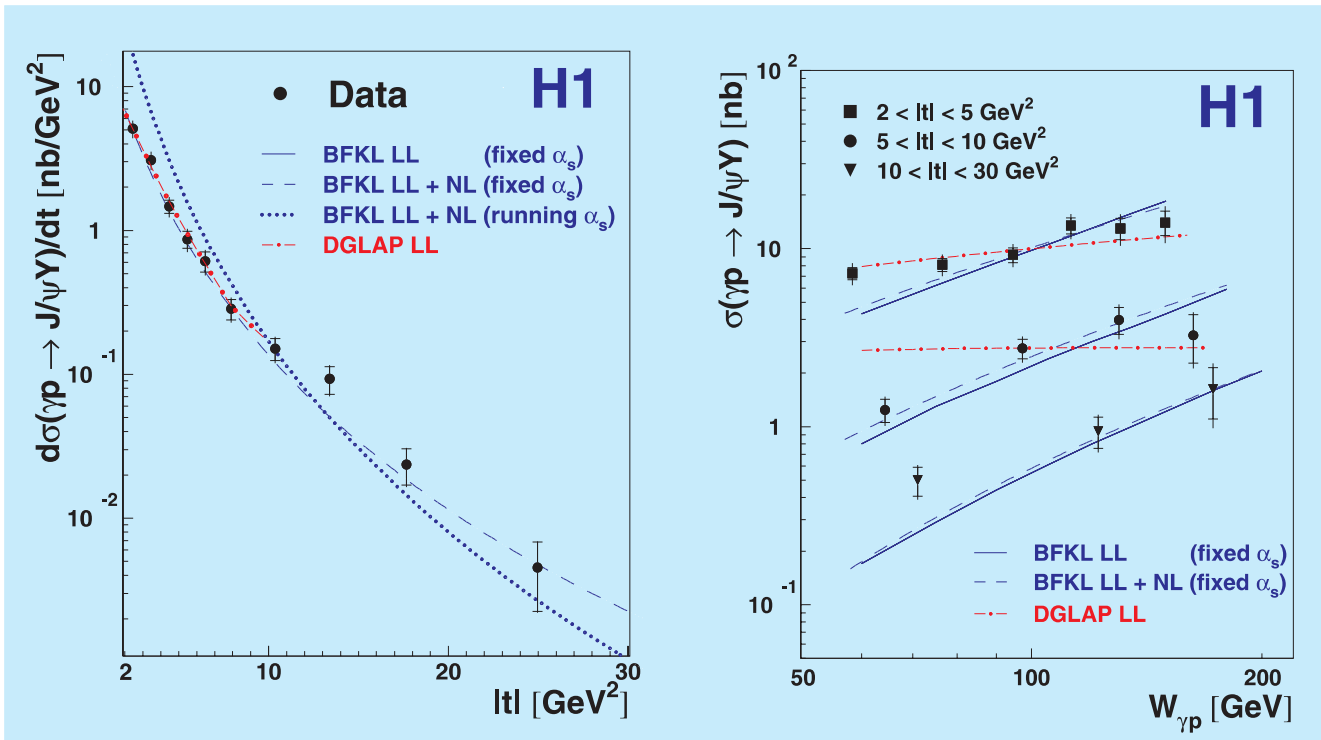 H1
Data
BFKL LL (fixed αs)
BFKL LL + NL (fixed αs)
BFKL LL + NL (running αs)
DGLAP LL
dσ(γp → J/ψY)/dt [nb/GeV²]
10
1
10⁻¹
10⁻²
2 10 20 30
|t| [GeV²]
H1
2 < |t| < 5 GeV²
5 < |t| < 10 GeV²
10 < |t| < 30 GeV²
σ(γp → J/ψY) [nb]
10²
10
1
10⁻¹
BFKL LL (fixed αs)
BFKL LL + NL (fixed αs)
DGLAP LL
50 100 200
Wγp [GeV]